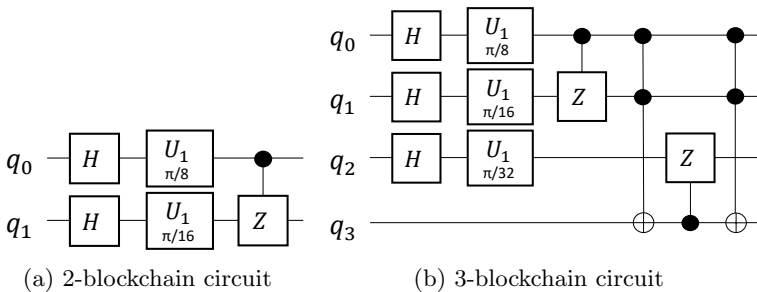 q₀ H U₁ π/8
q₁ H U₁ π/16 Z
(a) 2-blockchain circuit
q₀ H U₁ π/8
q₁ H U₁ π/16 Z
q₂ H U₁ π/32 Z
q₃
(b) 3-blockchain circuit